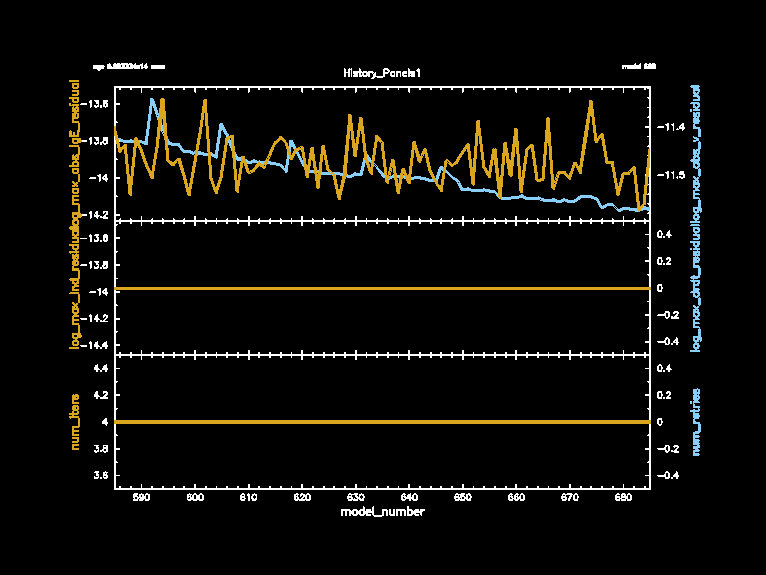 History_Panels1
log_max_abs_lgE_residual
−13.6
−13.8
−14
−14.2
−11.4
−11.5
log_max_abs_v_residual
log_max_lnd_residual
−13.6
−13.8
−14
−14.2
−14.4
0.4
0.2
0
−0.2
−0.4
log_max_drdt_residual
num_iters
4.4
4.2
4
3.8
3.6
0.4
0.2
0
−0.2
−0.4
num_retries
590 600 610 620 630 640 650 660 670 680
model_number